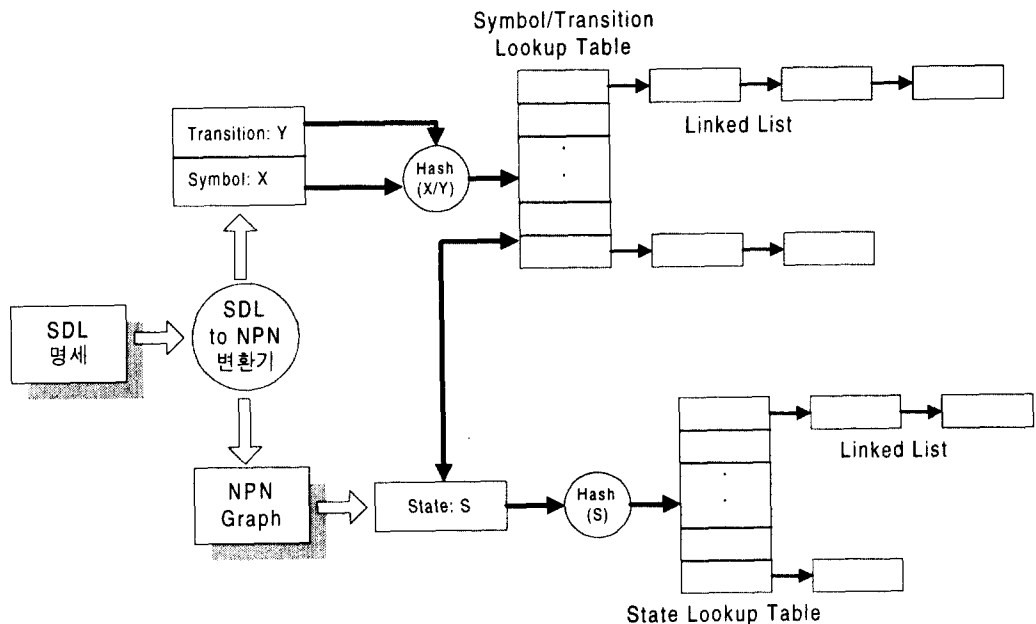 Symbol/Transition
Lookup Table
Linked List
Transition: Y
Symbol: X
Hash
(X/Y)
SDL
명세
SDL
to NPN
변환기
NPN
Graph
State: S
Hash
(S)
Linked List
State Lookup Table